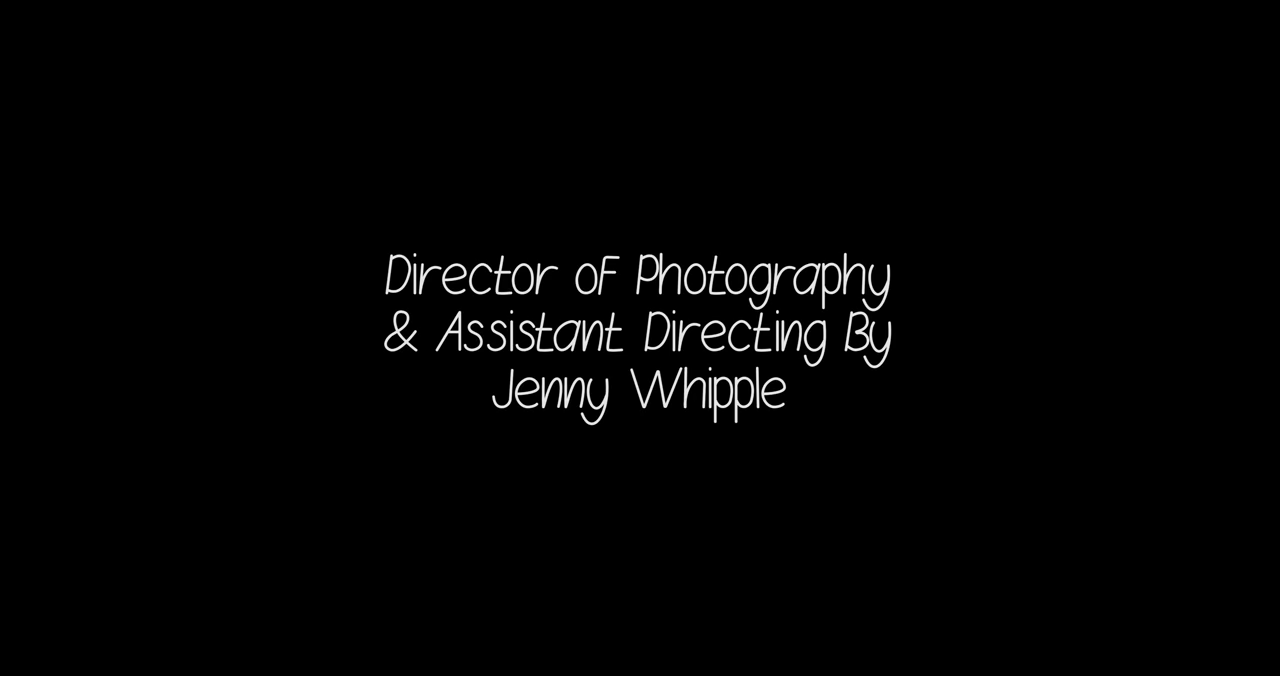 Director of Photography
& Assistant Directing By
Jenny Whipple